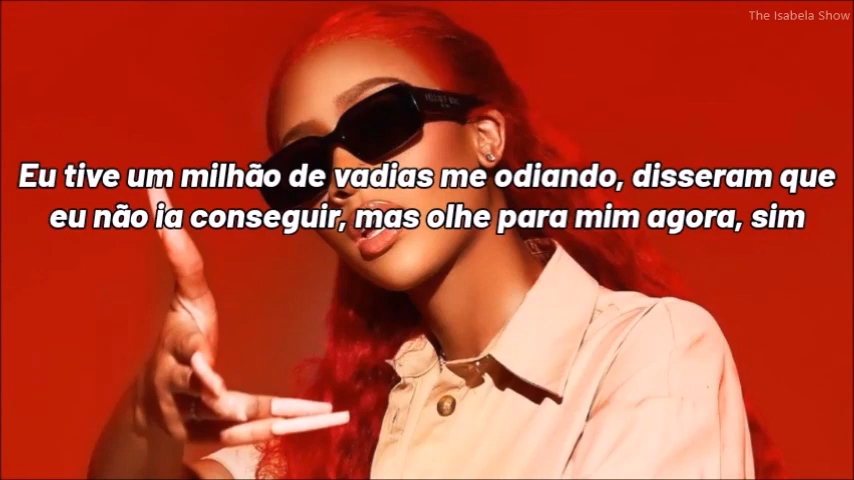 The Isabela Show
Eu tive um milhão de vadias me odiando, disseram que
eu não ia conseguir, mas olhe para mim agora, sim